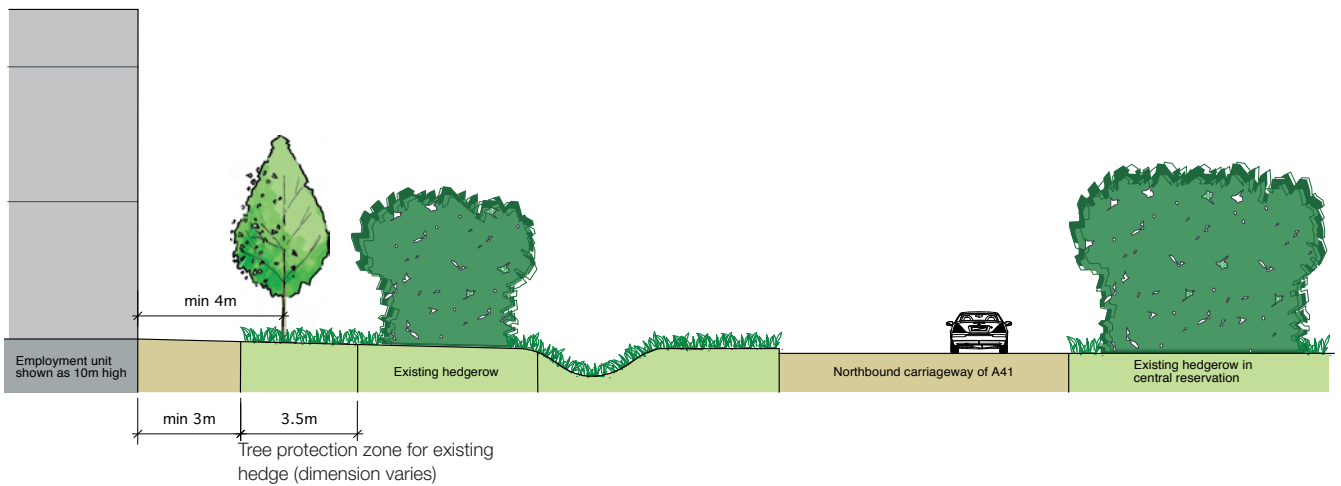 min 4m
Employment unit
shown as 10m high
Existing hedgerow
Northbound carriageway of A41
Existing hedgerow in
central reservation
min 3m
3.5m
Tree protection zone for existing
hedge (dimension varies)